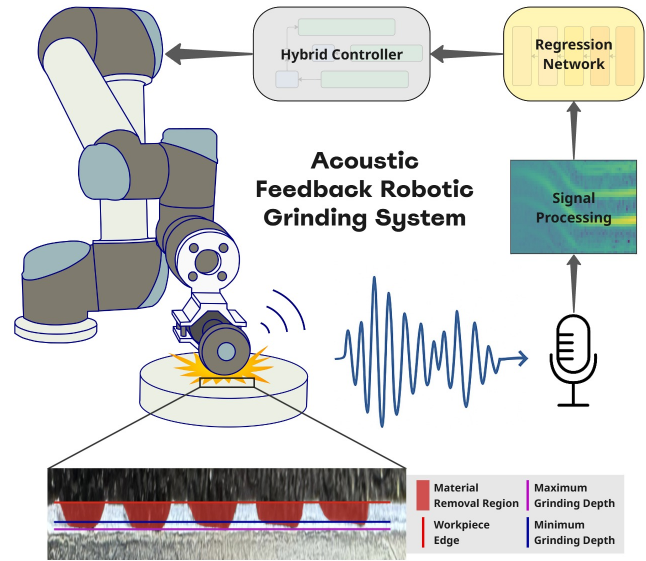 Hybrid Controller
Regression
Network
Acoustic
Feedback Robotic
Grinding System
Signal
Processing
Material
Removal Region
Maximum
Grinding Depth
Workpiece
Edge
Minimum
Grinding Depth